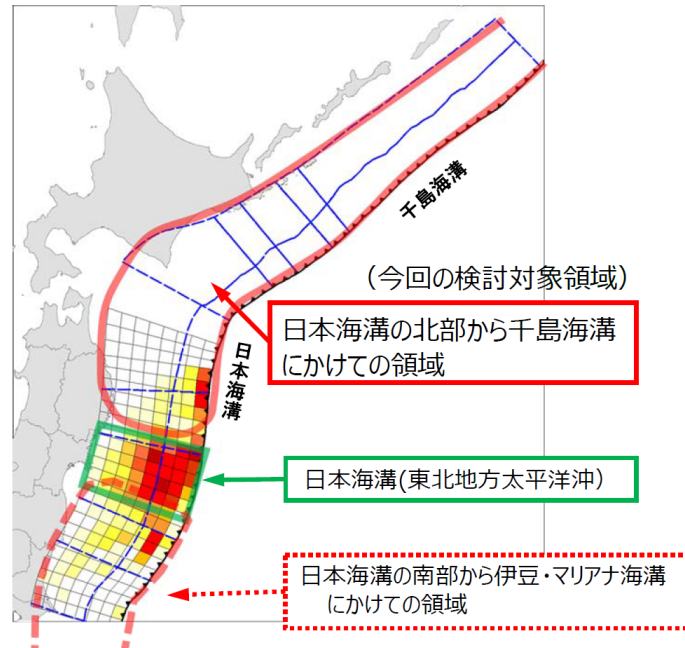 千島海溝
（今回の検討対象領域）
日本海溝の北部から千島海溝
にかけての領域
日本海溝
日本海溝(東北地方太平洋沖）
日本海溝の南部から伊豆・マリアナ海溝
にかけての領域